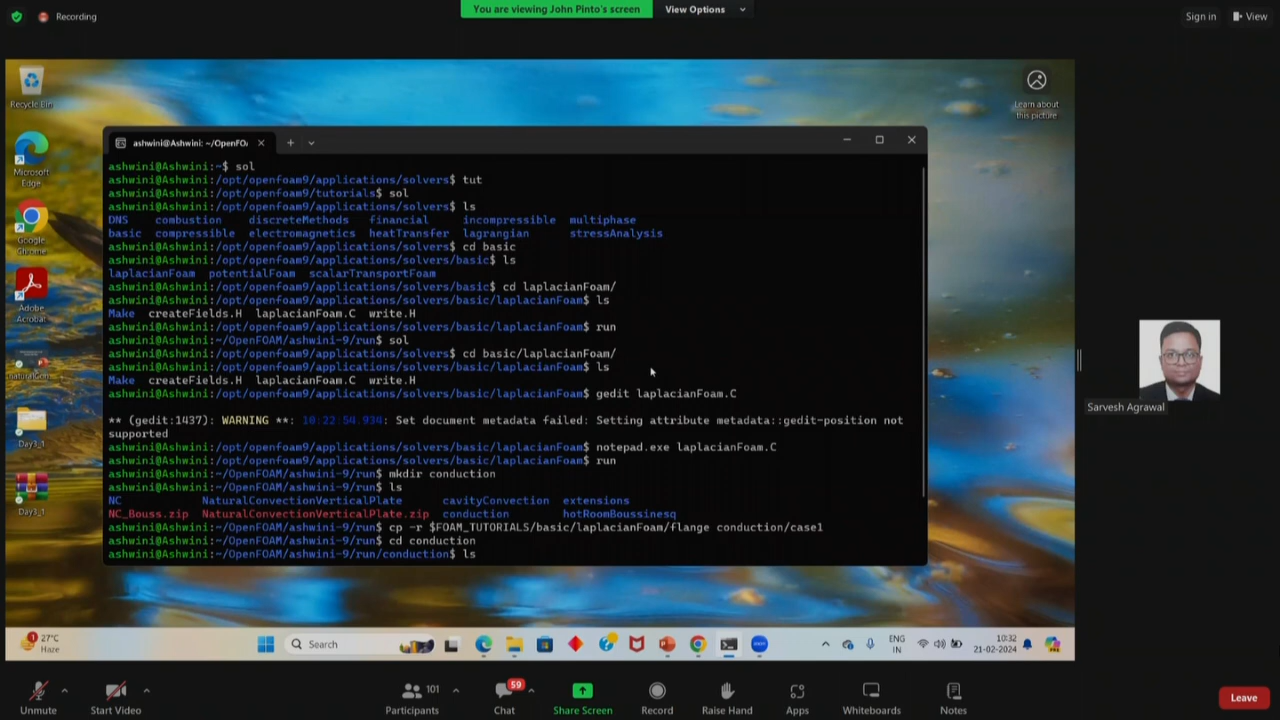 Recording
You are viewing John Pinto's screen
View Options
Sign in
View
Recycle Bin
Learn about
this picture
Microsoft
Edge
Google
Chrome
Adobe
Acrobat
Day3_1
Day3_1
ashwini@Ashwini: ~/OpenFO
ashwini@Ashwini:~$ sol
ashwini@Ashwini:/opt/openfoam9/applications/solvers$ tut
ashwini@Ashwini:/opt/openfoam9/tutorials$ sol
ashwini@Ashwini:/opt/openfoam9/applications/solvers$ ls
DNS combustion discreteMethods financial incompressible multiphase
basic compressible electromagnetics heatTransfer lagrangian stressAnalysis
ashwini@Ashwini:/opt/openfoam9/applications/solvers$ cd basic
ashwini@Ashwini:/opt/openfoam9/applications/solvers/basic$ ls
laplacianFoam potentialFoam scalarTransportFoam
ashwini@Ashwini:/opt/openfoam9/applications/solvers/basic$ cd laplacianFoam/
ashwini@Ashwini:/opt/openfoam9/applications/solvers/basic/laplacianFoam$ ls
Make createFields.H laplacianFoam.C write.H
ashwini@Ashwini:/opt/openfoam9/applications/solvers/basic/laplacianFoam$ run
ashwini@Ashwini:~/OpenFOAM/ashwini-9/run$ sol
ashwini@Ashwini:/opt/openfoam9/applications/solvers$ cd basic/laplacianFoam/
ashwini@Ashwini:/opt/openfoam9/applications/solvers/basic/laplacianFoam$ ls
Make createFields.H laplacianFoam.C write.H
ashwini@Ashwini:/opt/openfoam9/applications/solvers/basic/laplacianFoam$ gedit laplacianFoam.C
** (gedit:1437): WARNING **: 10:22:54.934: Set document metadata failed: Setting attribute metadata::gedit-position not
supported
ashwini@Ashwini:/opt/openfoam9/applications/solvers/basic/laplacianFoam$ notepad.exe laplacianFoam.C
ashwini@Ashwini:/opt/openfoam9/applications/solvers/basic/laplacianFoam$ run
ashwini@Ashwini:~/OpenFOAM/ashwini-9/run$ mkdir conduction
ashwini@Ashwini:~/OpenFOAM/ashwini-9/run$ ls
NC NaturalConvectionVerticalPlate cavityConvection extensions
NC_Bouss.zip NaturalConvectionVerticalPlate.zip conduction hotRoomBoussinesq
ashwini@Ashwini:~/OpenFOAM/ashwini-9/run$ cp -r $FOAM_TUTORIALS/basic/laplacianFoam/flange conduction/case1
ashwini@Ashwini:~/OpenFOAM/ashwini-9/run$ cd conduction
ashwini@Ashwini:~/OpenFOAM/ashwini-9/run/conduction$ ls
Sarvesh Agrawal
27°C
Haze
Search
ENG
IN
10:32
21-02-2024
Unmute
Start Video
Participants
101
Chat
59
Share Screen
Record
Raise Hand
Apps
Whiteboards
Notes
Leave